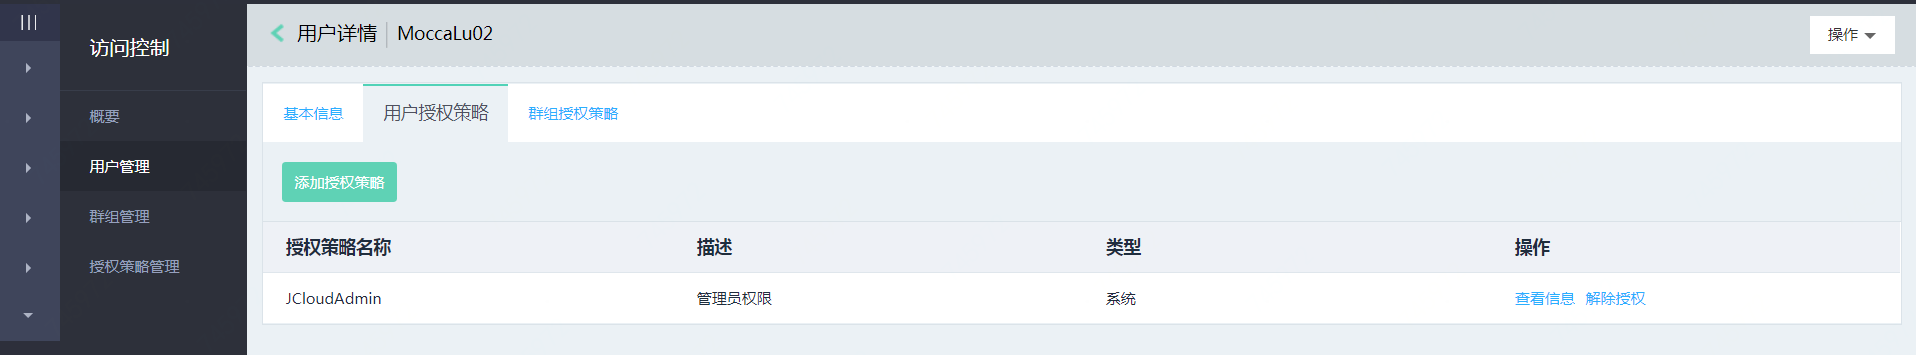 访问控制
概要
用户管理
群组管理
授权策略管理
用户详情 MoccaLu02
操作
基本信息 用户授权策略 群组授权策略
添加授权策略
授权策略名称 描述 类型 操作
JCloudAdmin 管理员权限 系统 查看信息 解除授权